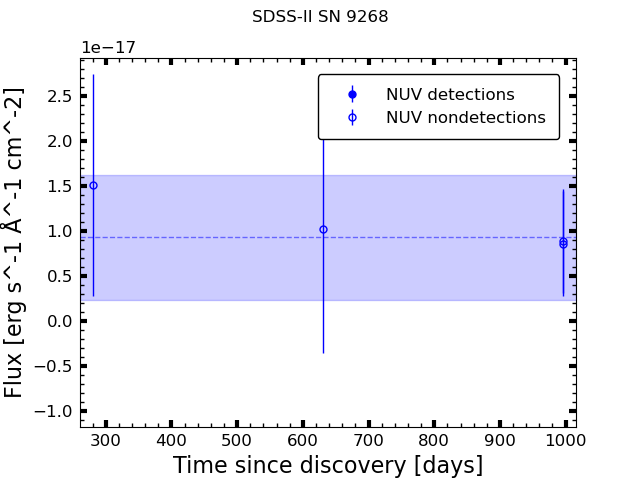 SDSS-II SN 9268
1e−17
NUV detections
NUV nondetections
2.5
2.0
1.5
1.0
0.5
0.0
−0.5
−1.0
Flux [erg s^-1 Å^-1 cm^-2]
300 400 500 600 700 800 900 1000
Time since discovery [days]